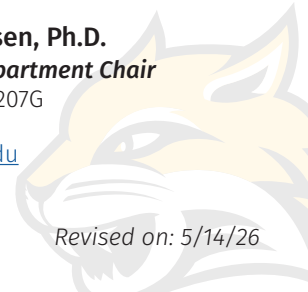 sen, Ph.D.
partment Chair
207G
du
Revised on: 5/14/26